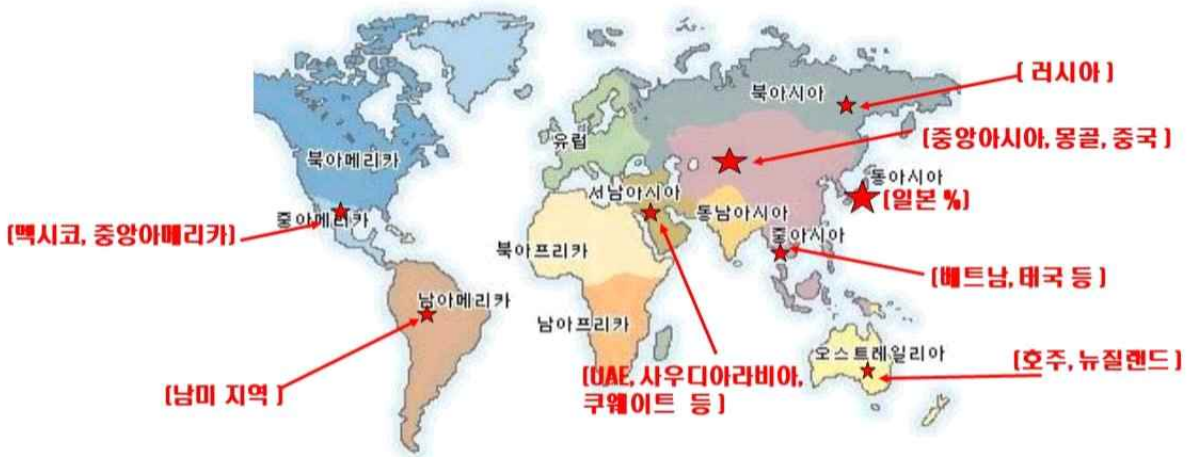 ( 러시아 )
북아시아
(중앙아시아, 몽골, 중국 )
유럽
북아메리카
동아시아
(일본 %)
서남아시아
동남아시아
중아메리카
(멕시코, 중앙아메리카)
중아시아
북아프리카
(베트남, 태국 등 )
남아메리카
남아프리카
오스트레일리아
(호주, 뉴질랜드 )
(UAE, 사우디아라비아,
쿠웨이트 등 )
(남미 지역 )